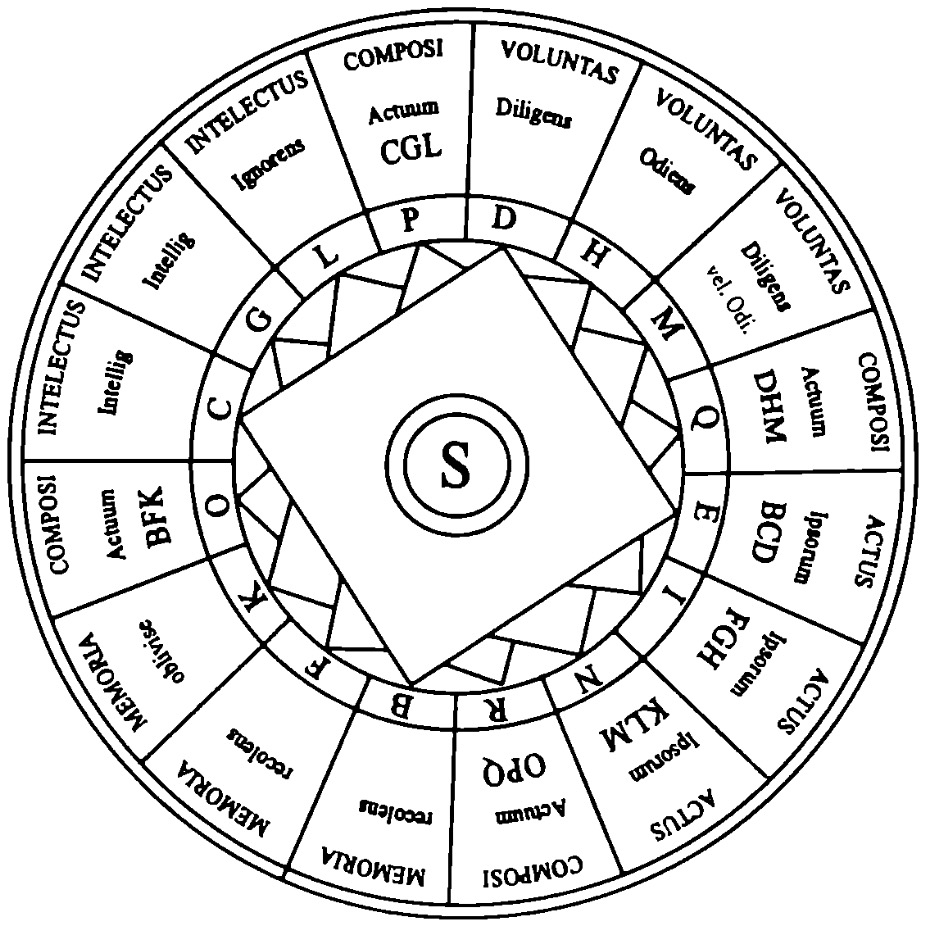 COMPOSI
Actuum
CGL
P
VOLUNTAS
Diligens
D
VOLUNTAS
Odiens
H
VOLUNTAS
Diligens
vel. Odi.
M
COMPOSI
Actuum
DHM
Q
ACTUS
Ipsorum
BCD
E
ACTUS
Ipsorum
FGH
I
ACTUS
Ipsorum
KLM
N
COMPOSI
Actuum
OPQ
R
MEMORIA
recolens
B
MEMORIA
recolens
F
MEMORIA
oblivisc
K
COMPOSI
Actuum
BFK
O
INTELECTUS
Intellig
C
INTELECTUS
Intellig
G
INTELECTUS
Ignorens
L
S